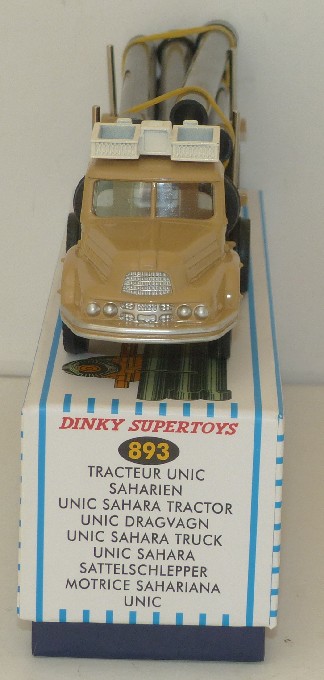 DINKY SUPERTOYS
893
TRACTEUR UNIC
SAHARIEN
UNIC SAHARA TRACTOR
UNIC DRAGVAGN
UNIC SAHARA TRUCK
UNIC SAHARA
SATTELSCHLEPPER
MOTRICE SAHARIANA
UNIC